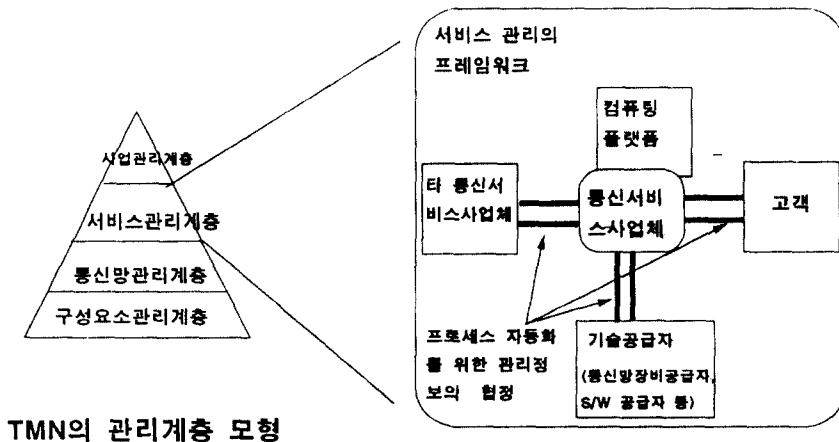 서비스 관리의
프레임워크
컴퓨팅
플랫폼
사업관리계층
서비스관리계층
통신망관리계층
구성요소관리계층
타 통신서
비스사업체
통신서비
스사업체
고객
프로세스 자동화
를 위한 관리정
보의 협정
기술공급자
(통신망장비공급자,
S/W 공급자 등)
TMN의 관리계층 모형